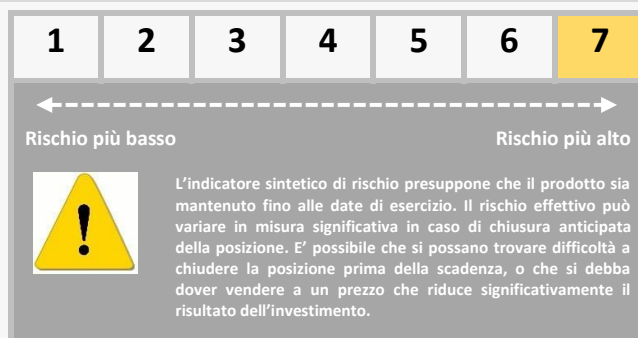 1 2 3 4 5 6 7
Rischio più basso Rischio più alto
L'indicatore sintetico di rischio presuppone che il prodotto sia
mantenuto fino alle date di esercizio. Il rischio effettivo può
variare in misura significativa in caso di chiusura anticipata
della posizione. E' possibile che si possano trovare difficoltà a
chiudere la posizione prima della scadenza, o che si debba
dover vendere a un prezzo che riduce significativamente il
risultato dell'investimento.